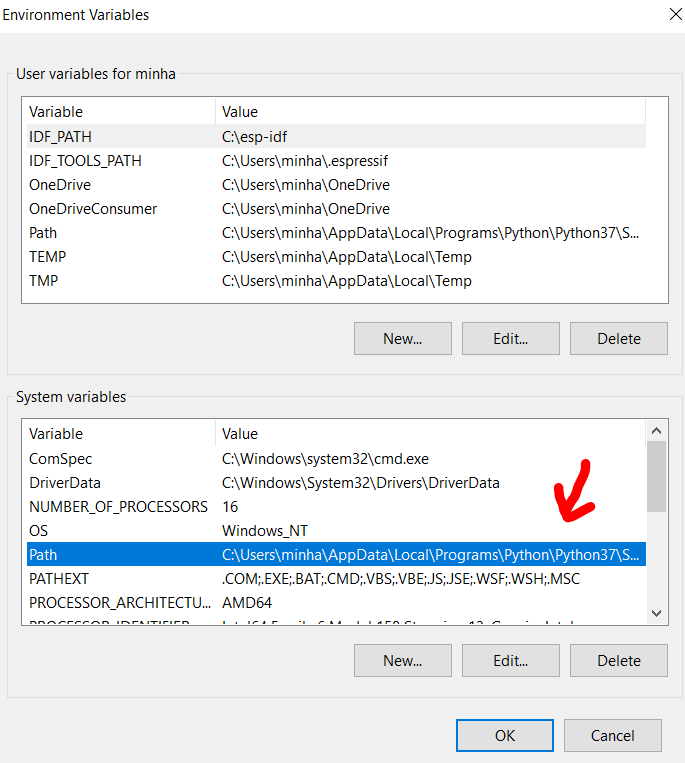 Environment Variables
User variables for minha
Variable Value
IDF_PATH C:\esp-idf
IDF_TOOLS_PATH C:\Users\minha\.espressif
OneDrive C:\Users\minha\OneDrive
OneDriveConsumer C:\Users\minha\OneDrive
Path C:\Users\minha\AppData\Local\Programs\Python\Python37\S...
TEMP C:\Users\minha\AppData\Local\Temp
TMP C:\Users\minha\AppData\Local\Temp
New... Edit... Delete
System variables
Variable Value
ComSpec C:\Windows\system32\cmd.exe
DriverData C:\Windows\System32\Drivers\DriverData
NUMBER_OF_PROCESSORS 16
OS Windows_NT
Path C:\Users\minha\AppData\Local\Programs\Python\Python37\S...
PATHEXT .COM;.EXE;.BAT;.CMD;.VBS;.VBE;.JS;.JSE;.WSF;.WSH;.MSC
PROCESSOR_ARCHITECTU... AMD64
New... Edit... Delete
OK Cancel